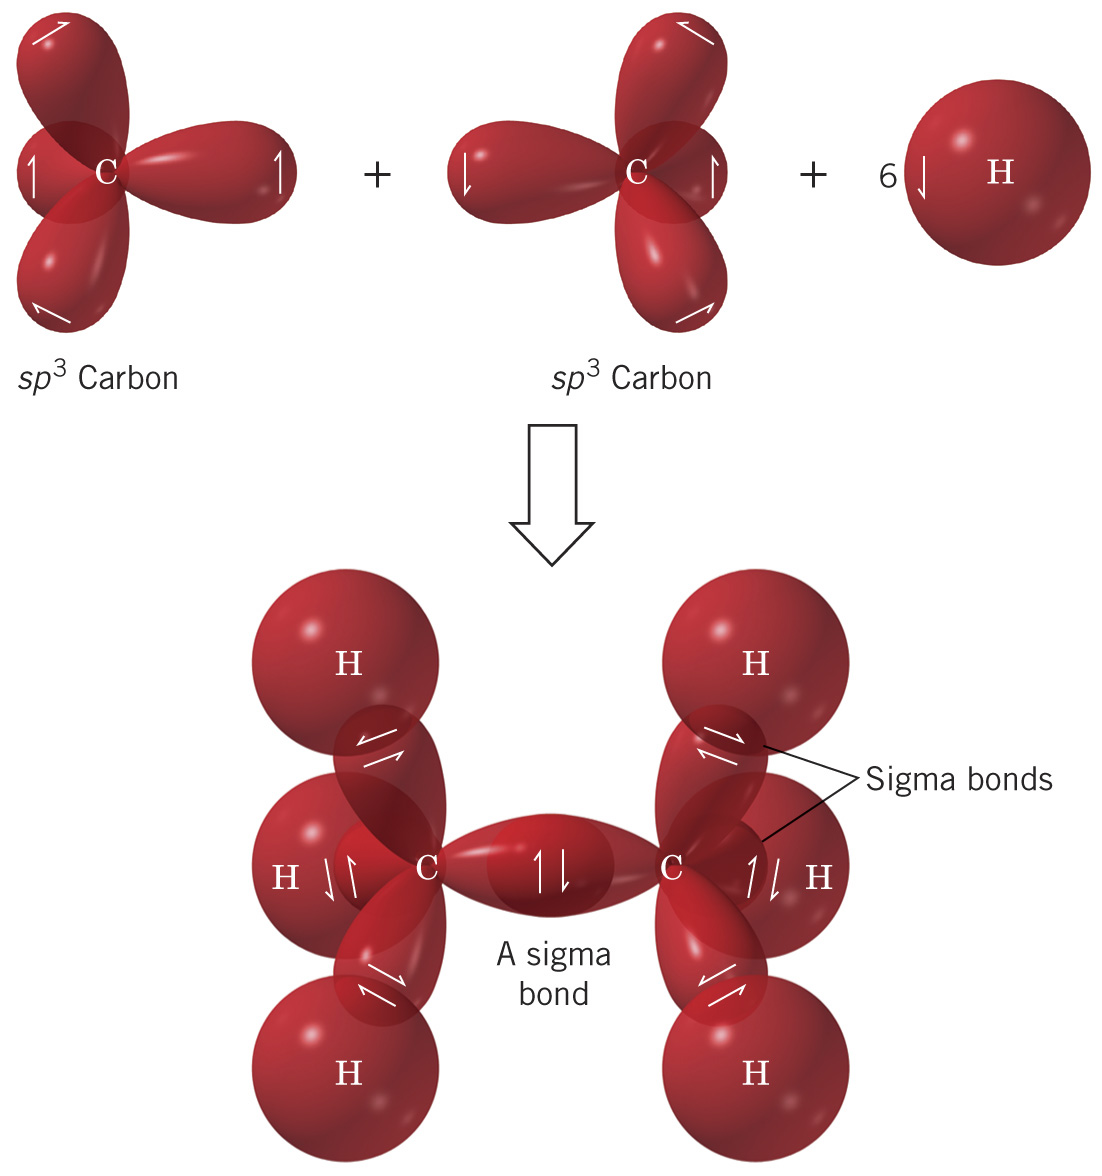 C + C + 6 H
sp³ Carbon sp³ Carbon
H H
Sigma bonds
H C C H
A sigma
bond
H H